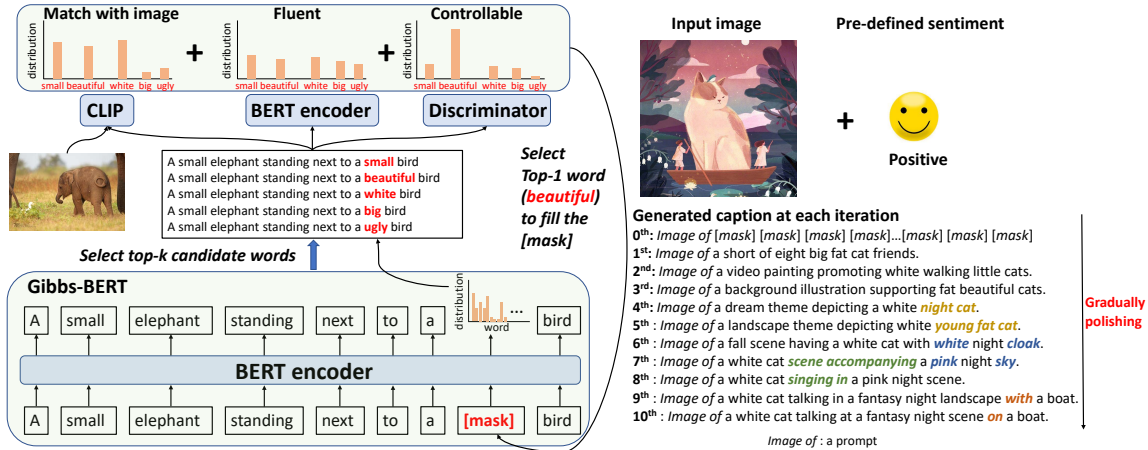 Match with image
Fluent
Controllable
distribution
small beautiful white big ugly
+
distribution
small beautiful white big ugly
+
distribution
small beautiful white big ugly
CLIP
BERT encoder
Discriminator
A small elephant standing next to a small bird
A small elephant standing next to a beautiful bird
A small elephant standing next to a white bird
A small elephant standing next to a big bird
A small elephant standing next to a ugly bird
Select
Top-1 word
(beautiful)
to fill the
[mask]
Select top-k candidate words
Gibbs-BERT
distribution
word
...
A small elephant standing next to a bird
BERT encoder
A small elephant standing next to a [mask] bird
Input image
Pre-defined sentiment
+
Positive
Generated caption at each iteration
0th: Image of [mask] [mask] [mask] [mask]...[mask] [mask] [mask]
1st: Image of a short of eight big fat cat friends.
2nd: Image of a video painting promoting white walking little cats.
3rd: Image of a background illustration supporting fat beautiful cats.
4th: Image of a dream theme depicting a white night cat.
5th : Image of a landscape theme depicting white young fat cat.
6th : Image of a fall scene having a white cat with white night cloak.
7th : Image of a white cat scene accompanying a pink night sky.
8th : Image of a white cat singing in a pink night scene.
9th : Image of a white cat talking in a fantasy night landscape with a boat.
10th : Image of a white cat talking at a fantasy night scene on a boat.
Gradually
polishing
Image of : a prompt